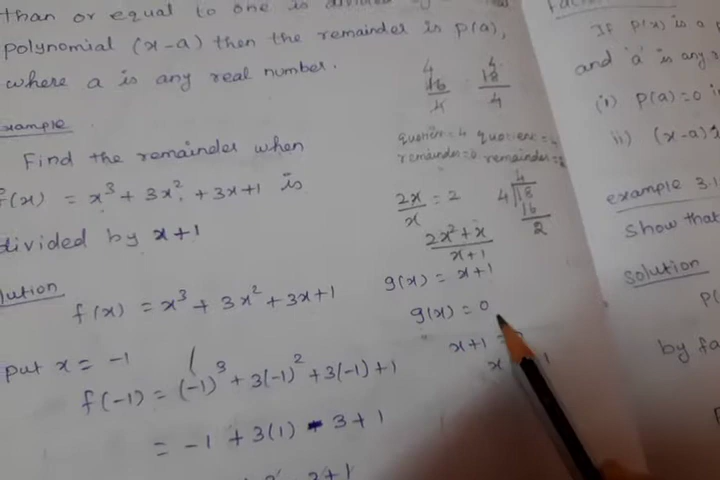 than or equal to one is divided by
polynomial (x-a) then the remainder is p(a),
where a is any real number.
Example
Find the remainder when
f(x) = x³ + 3x² + 3x+1 is
divided by x+1
solution
f(x) = x³ + 3x² + 3x+1
put x = -1
f(-1) = (-1)³ + 3(-1)² + 3(-1)+1
= -1 + 3(1) - 3 + 1
4 4
16 18
4 4
quotient = 4 quotient =
remainder = remainder =
2x/x = 2
4
4 18
16
2
2x²+x
x+1
g(x) = x+1
g(x) = 0
x+1 =
x 1
If p(x) is a
and 'a' is any
(i) p(a)=0
ii) (x-a)
example 3.1
Show that
solution
p(
by fa